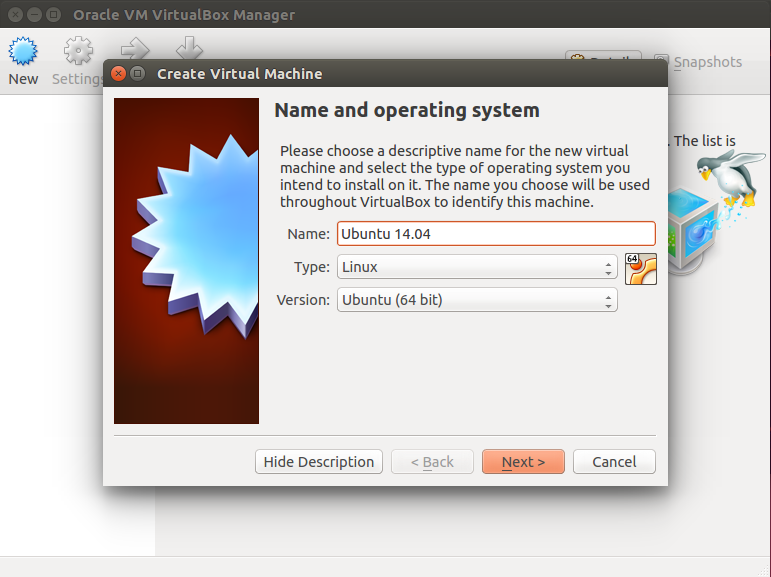 Oracle VM VirtualBox Manager
New
Settings
Snapshots
Create Virtual Machine
. The list is
Name and operating system
Please choose a descriptive name for the new virtual
machine and select the type of operating system you
intend to install on it. The name you choose will be used
throughout VirtualBox to identify this machine.
Name: Ubuntu 14.04
Type: Linux
64
Version: Ubuntu (64 bit)
Hide Description
< Back
Next >
Cancel